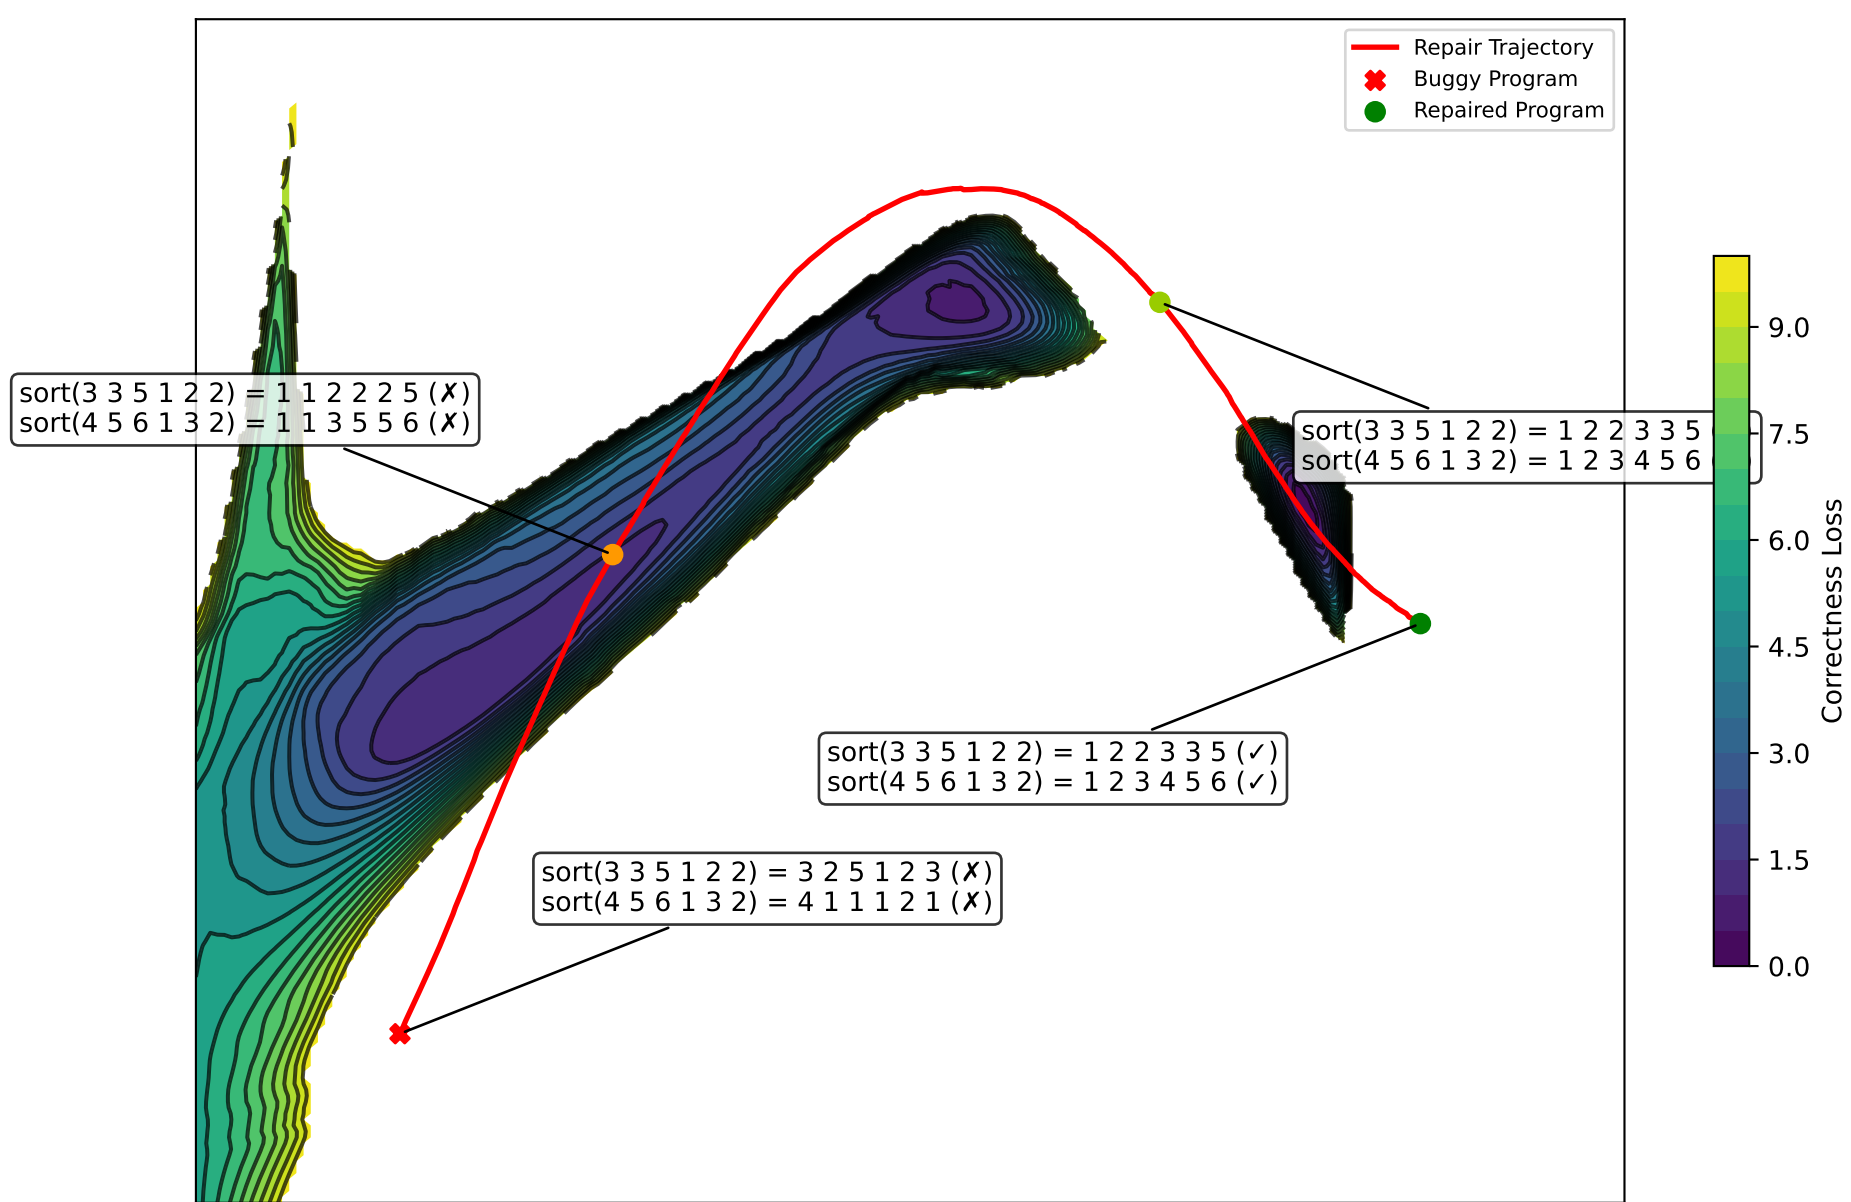 Repair Trajectory
Buggy Program
Repaired Program
sort(3 3 5 1 2 2) = 1 1 2 2 2 5 (✗)
sort(4 5 6 1 3 2) = 1 1 3 5 5 6 (✗)
sort(3 3 5 1 2 2) = 1 2 2 3 3 5
sort(4 5 6 1 3 2) = 1 2 3 4 5 6
sort(3 3 5 1 2 2) = 1 2 2 3 3 5 (✓)
sort(4 5 6 1 3 2) = 1 2 3 4 5 6 (✓)
sort(3 3 5 1 2 2) = 3 2 5 1 2 3 (✗)
sort(4 5 6 1 3 2) = 4 1 1 1 2 1 (✗)
9.0
7.5
6.0
4.5
3.0
1.5
0.0
Correctness Loss